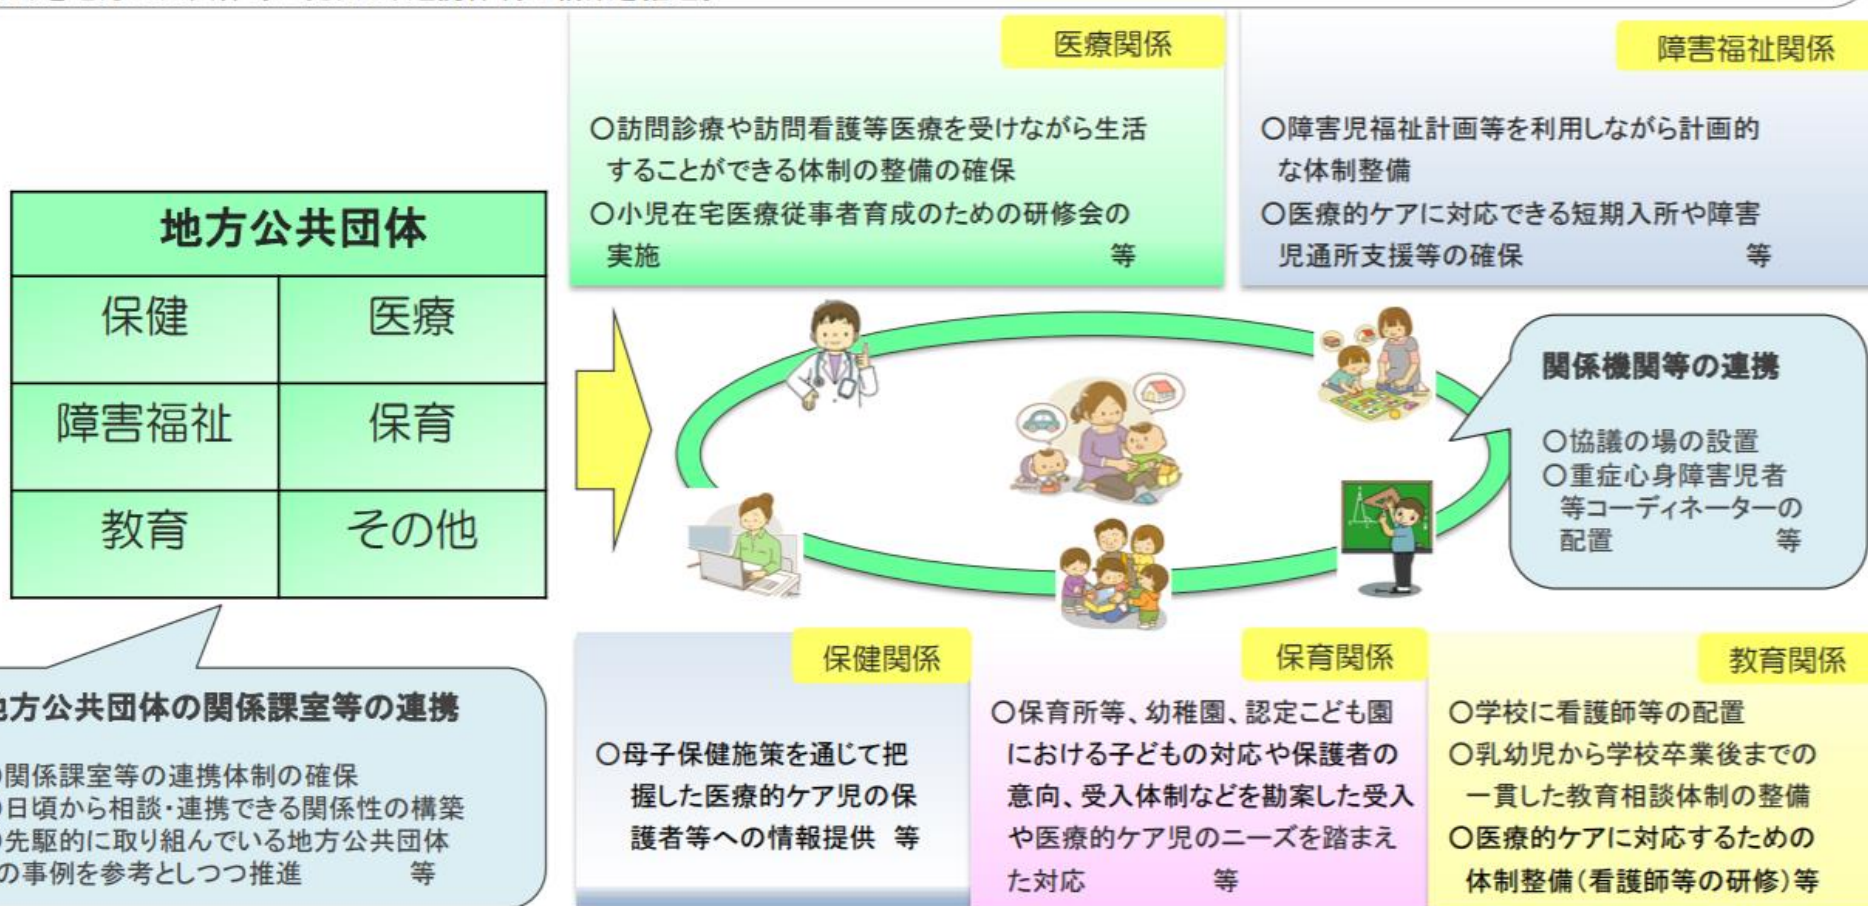 医療関係
○訪問診療や訪問看護等医療を受けながら生活
することができる体制の整備の確保
○小児在宅医療従事者育成のための研修会の
実施 等
障害福祉関係
○障害児福祉計画等を利用しながら計画的
な体制整備
○医療的ケアに対応できる短期入所や障害
児通所支援等の確保 等
地方公共団体
保健 医療
障害福祉 保育
教育 その他
関係機関等の連携
○協議の場の設置
○重症心身障害児者
等コーディネーターの
配置 等
方公共団体の関係課室等の連携
関係課室等の連携体制の確保
日頃から相談・連携できる関係性の構築
先駆的に取り組んでいる地方公共団体
の事例を参考としつつ推進 等
保健関係
○母子保健施策を通じて把
握した医療的ケア児の保
護者等への情報提供 等
保育関係
○保育所等、幼稚園、認定こども園
における子どもの対応や保護者の
意向、受入体制などを勘案した受入
や医療的ケア児のニーズを踏まえ
た対応 等
教育関係
○学校に看護師等の配置
○乳幼児から学校卒業後までの
一貫した教育相談体制の整備
○医療的ケアに対応するための
体制整備（看護師等の研修）等